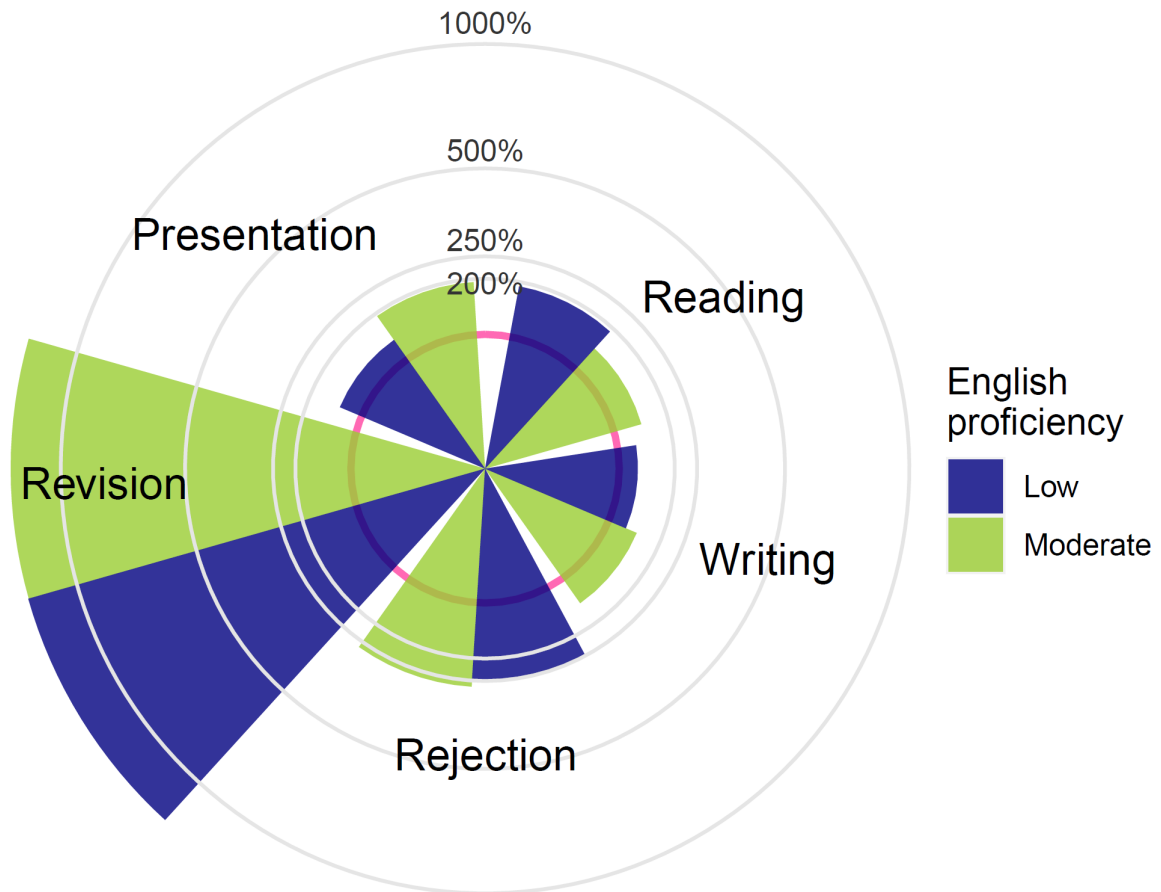 1000%
500%
Presentation
250%
200%
Reading
Revision
Writing
Rejection
English
proficiency
Low
Moderate